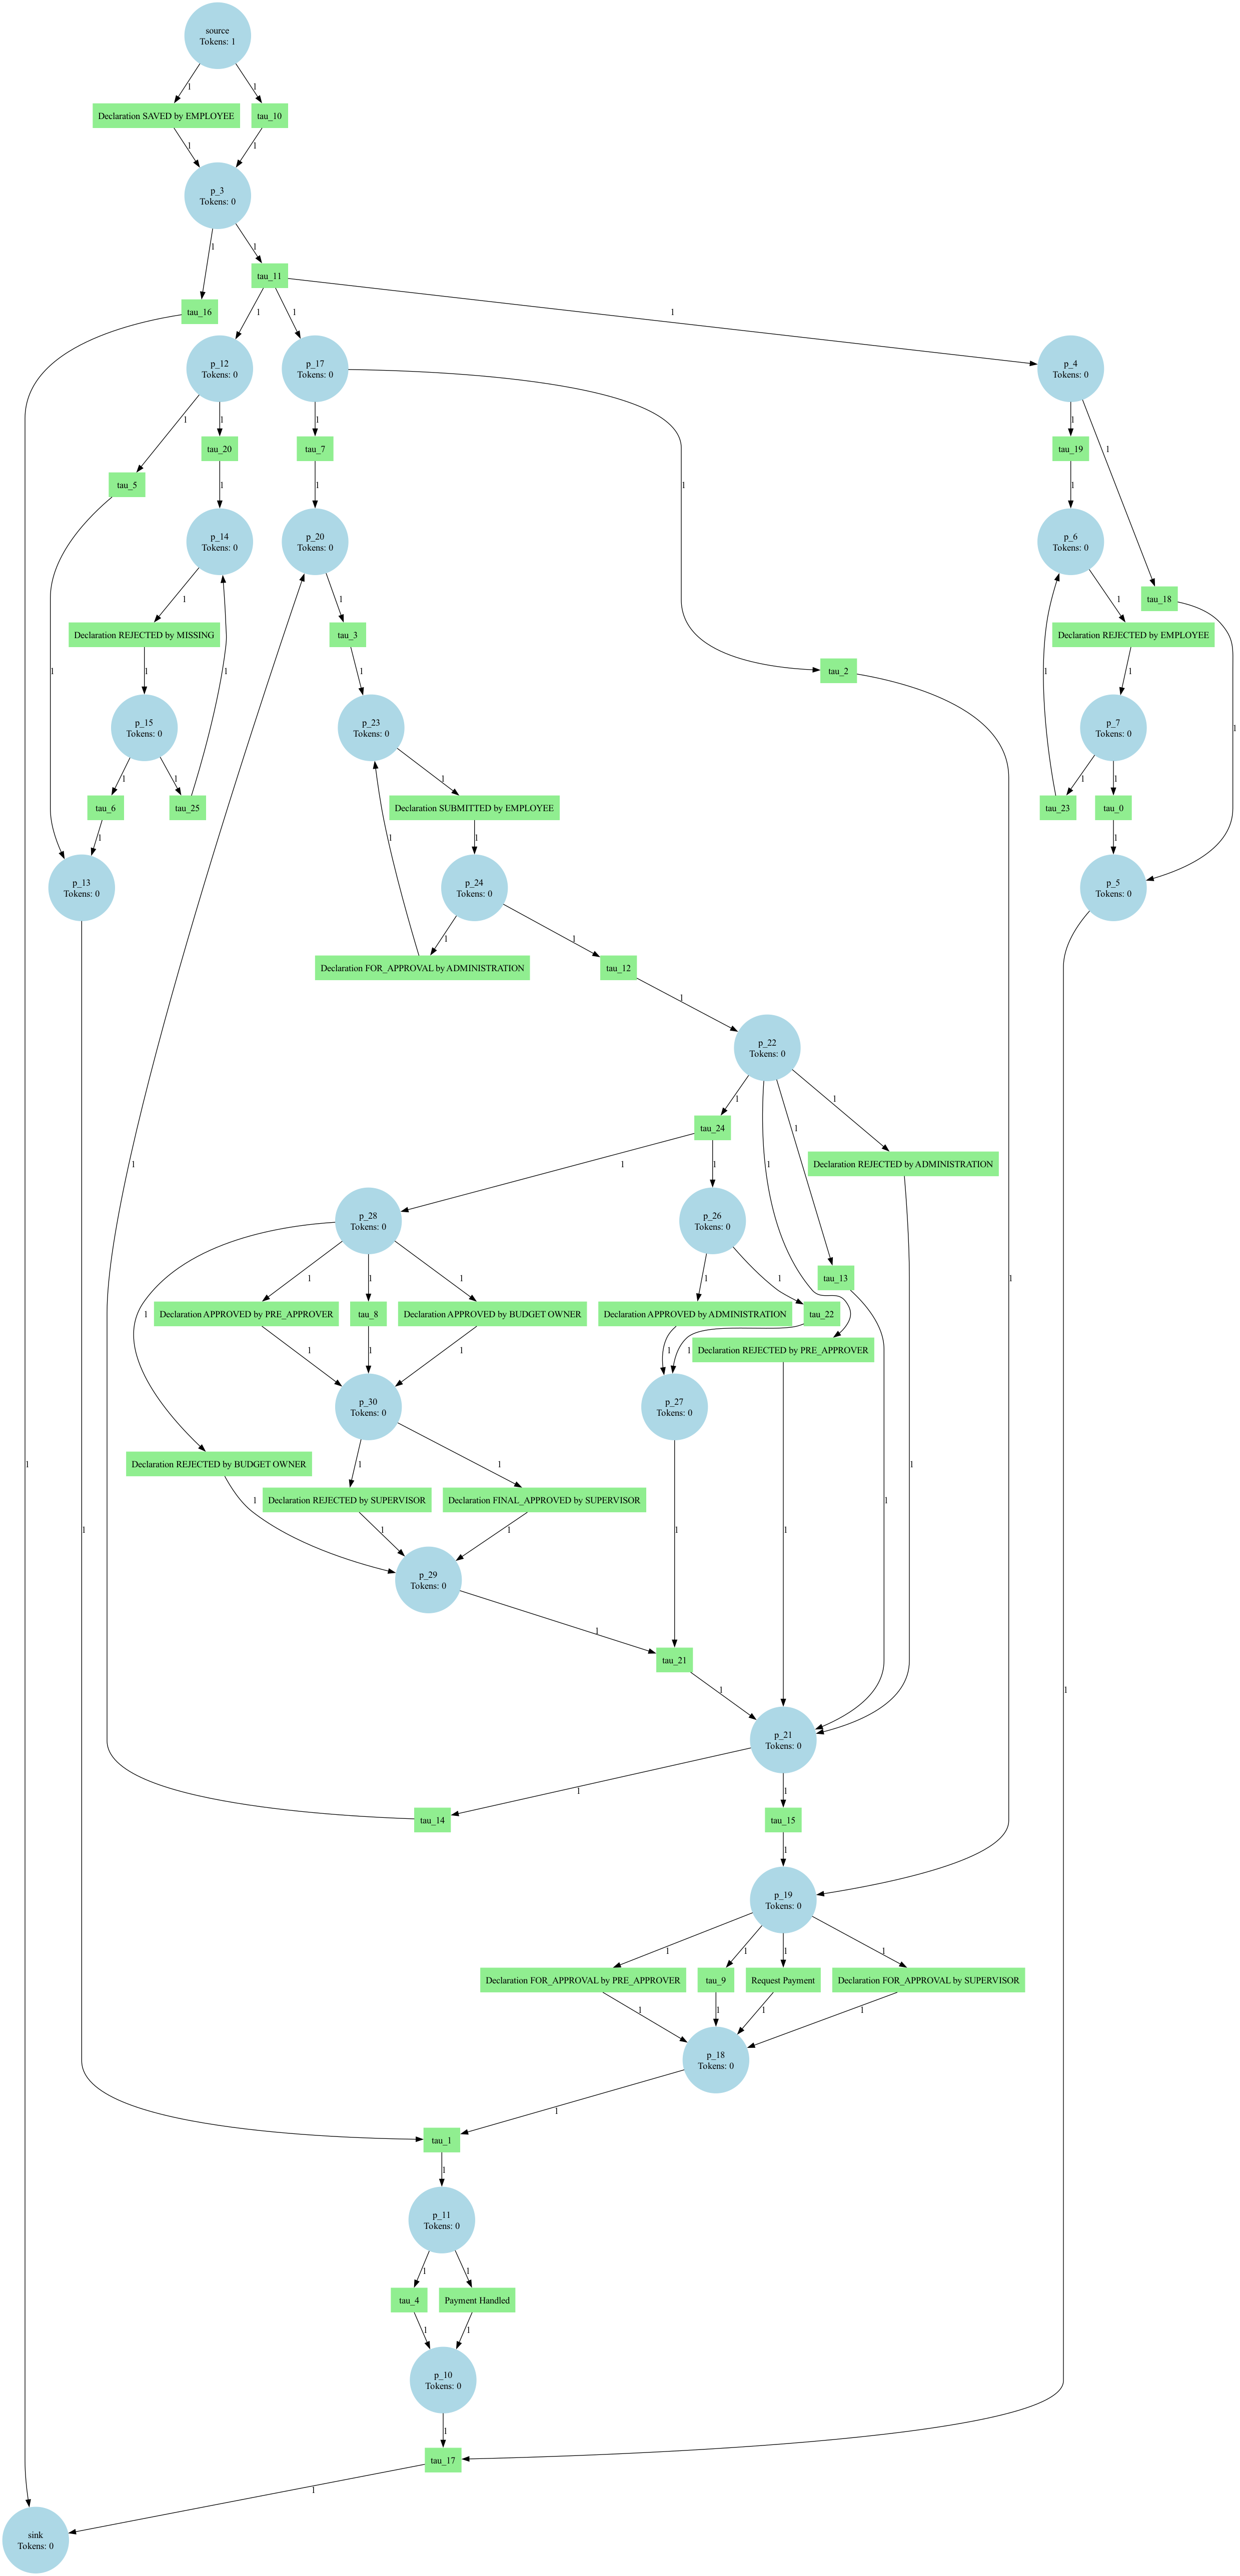 source
Tokens: 1
1
1
Declaration SAVED by EMPLOYEE
tau_10
1
1
p_3
Tokens: 0
1
1
tau_11
tau_16
1
1
1
p_12
Tokens: 0
p_17
Tokens: 0
p_4
Tokens: 0
1
1
1
1
1
tau_20
tau_7
tau_19
tau_5
1
1
1
1
p_14
Tokens: 0
p_20
Tokens: 0
p_6
Tokens: 0
1
1
1
tau_18
Declaration REJECTED by MISSING
tau_3
Declaration REJECTED by EMPLOYEE
1
1
1
1
1
1
tau_2
p_15
Tokens: 0
p_23
Tokens: 0
p_7
Tokens: 0
1
1
1
1
1
1
tau_6
tau_25
Declaration SUBMITTED by EMPLOYEE
tau_23
tau_0
1
1
1
1
p_13
Tokens: 0
p_24
Tokens: 0
p_5
Tokens: 0
1
1
Declaration FOR_APPROVAL by ADMINISTRATION
tau_12
1
p_22
Tokens: 0
1
1
1
tau_24
1
1
1
1
Declaration REJECTED by ADMINISTRATION
p_28
Tokens: 0
p_26
Tokens: 0
1
1
1
1
1
1
1
tau_13
Declaration APPROVED by PRE_APPROVER
tau_8
Declaration APPROVED by BUDGET OWNER
Declaration APPROVED by ADMINISTRATION
tau_22
1
1
1
1
1
Declaration REJECTED by PRE_APPROVER
p_30
Tokens: 0
p_27
Tokens: 0
1
1
1
Declaration REJECTED by BUDGET OWNER
Declaration REJECTED by SUPERVISOR
Declaration FINAL_APPROVED by SUPERVISOR
1
1
1
1
1
1
1
p_29
Tokens: 0
1
tau_21
1
1
p_21
Tokens: 0
1
1
tau_14
tau_15
1
p_19
Tokens: 0
1
1
1
1
Declaration FOR_APPROVAL by PRE_APPROVER
tau_9
Request Payment
Declaration FOR_APPROVAL by SUPERVISOR
1
1
1
1
p_18
Tokens: 0
1
1
tau_1
1
p_11
Tokens: 0
1
1
tau_4
Payment Handled
1
1
p_10
Tokens: 0
1
tau_17
1
sink
Tokens: 0